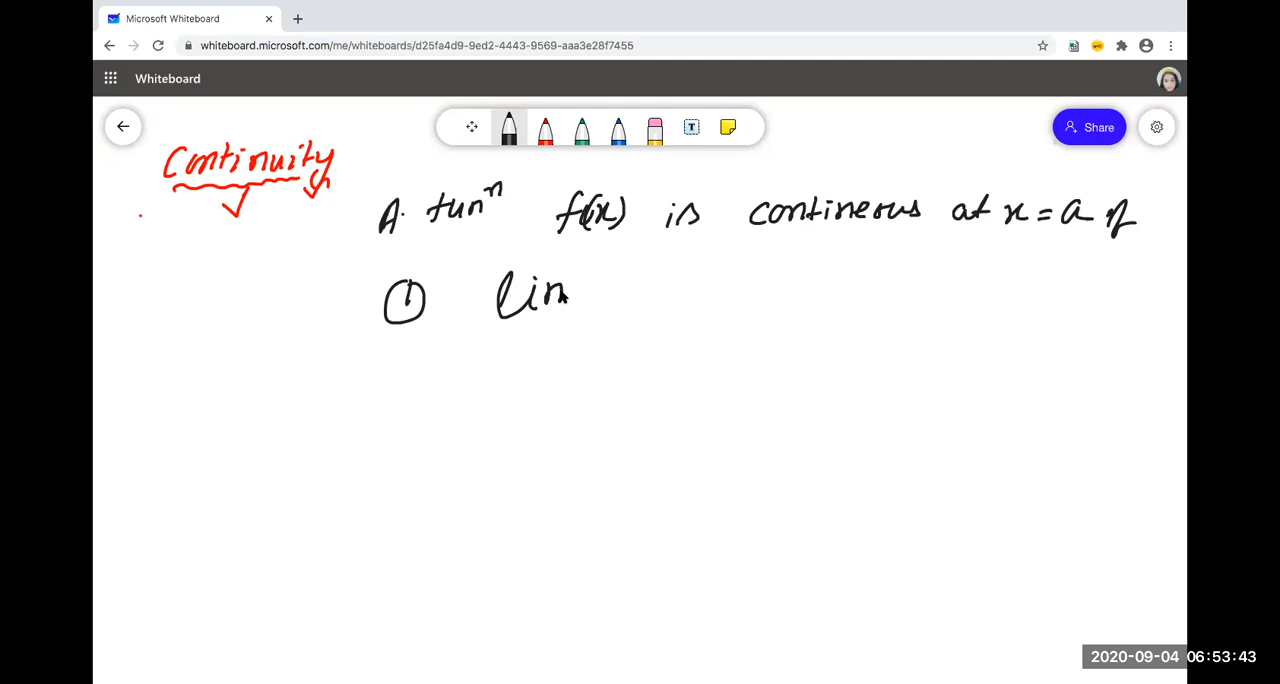 Microsoft Whiteboard
whiteboard.microsoft.com/me/whiteboards/d25fa4d9-9ed2-4443-9569-aaa3e28f7455
Whiteboard
T
Share
Continuity
A funⁿ f(x) is contineous at x = a if
① lim
2020-09-04 06:53:43